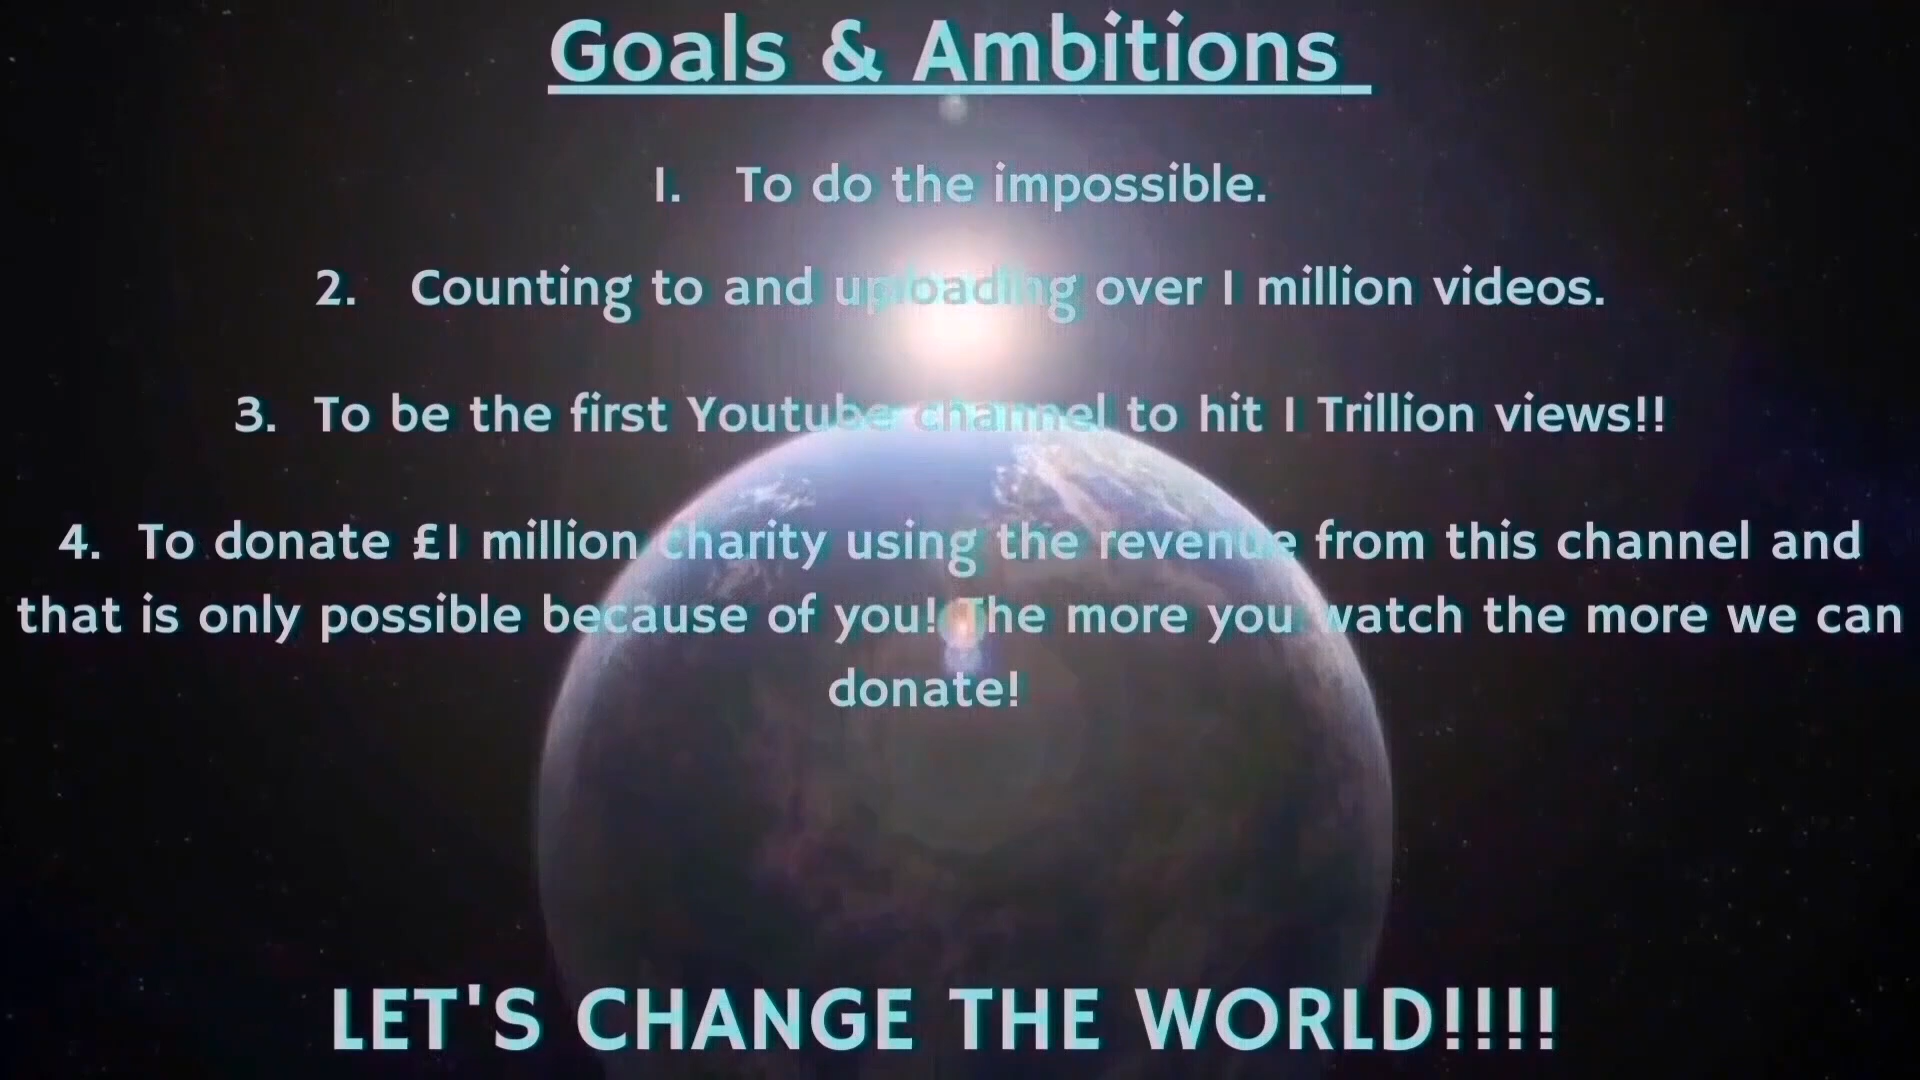 Goals & Ambitions
1. To do the impossible.
2. Counting to and uploading over 1 million videos.
3. To be the first Youtube channel to hit 1 Trillion views!!
4. To donate £1 million charity using the revenue from this channel and
that is only possible because of you! The more you watch the more we can
donate!
LET'S CHANGE THE WORLD!!!!